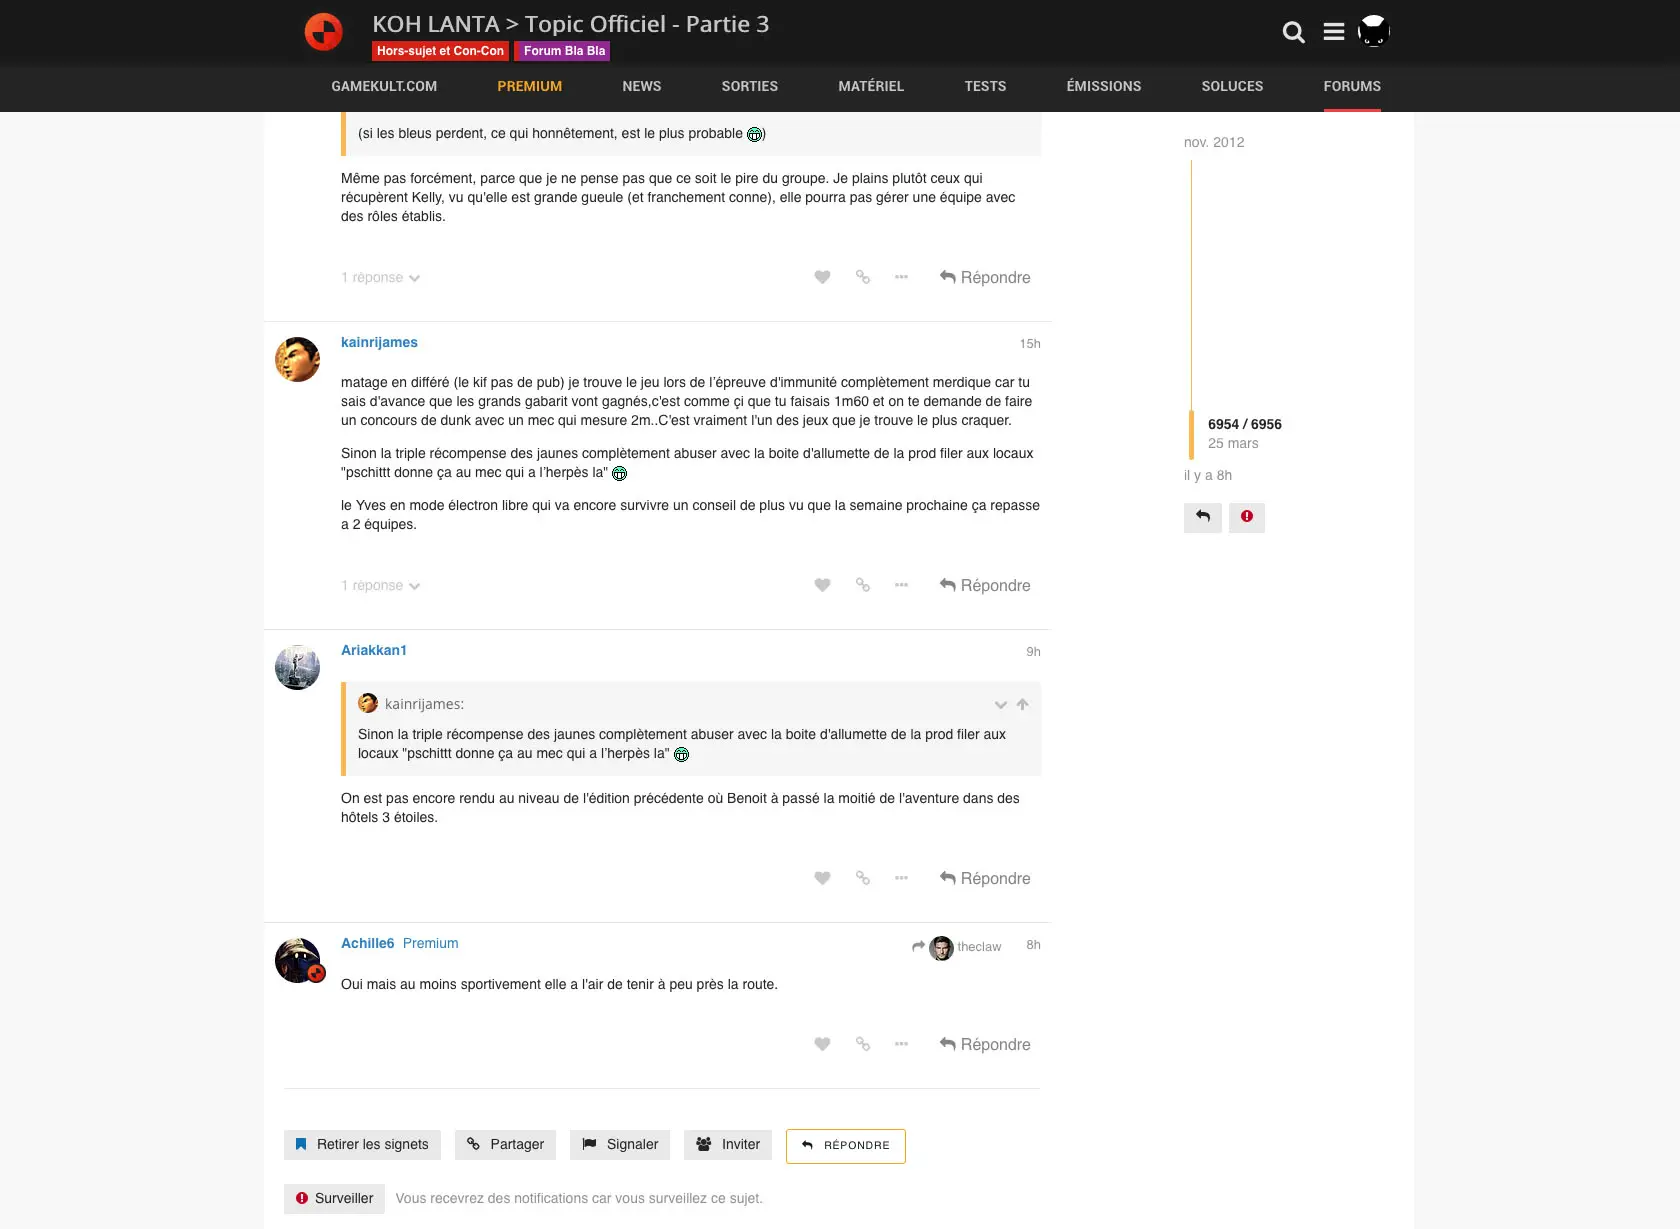 KOH LANTA > Topic Officiel - Partie 3
Hors-sujet et Con-Con Forum Bla Bla
GAMEKULT.COM PREMIUM NEWS SORTIES MATÉRIEL TESTS ÉMISSIONS SOLUCES FORUMS
(si les bleus perdent, ce qui honnêtement, est le plus probable )
Même pas forcément, parce que je ne pense pas que ce soit le pire du groupe. Je plains plutôt ceux qui
récupèrent Kelly, vu qu'elle est grande gueule (et franchement conne), elle pourra pas gérer une équipe avec
des rôles établis.
1 réponse Répondre
kainrijames 15h
matage en différé (le kif pas de pub) je trouve le jeu lors de l’épreuve d'immunité complètement merdique car tu
sais d'avance que les grands gabarit vont gagnés,c'est comme çi que tu faisais 1m60 et on te demande de faire
un concours de dunk avec un mec qui mesure 2m..C'est vraiment l'un des jeux que je trouve le plus craquer.
Sinon la triple récompense des jaunes complètement abuser avec la boite d'allumette de la prod filer aux locaux
"pschittt donne ça au mec qui a l’herpès la"
le Yves en mode électron libre qui va encore survivre un conseil de plus vu que la semaine prochaine ça repasse
a 2 équipes.
1 réponse Répondre
Ariakkan1 9h
kainrijames:
Sinon la triple récompense des jaunes complètement abuser avec la boite d'allumette de la prod filer aux
locaux "pschittt donne ça au mec qui a l’herpès la"
On est pas encore rendu au niveau de l'édition précédente où Benoit à passé la moitié de l'aventure dans des
hôtels 3 étoiles.
Répondre
Achille6 Premium theclaw 8h
Oui mais au moins sportivement elle a l'air de tenir à peu près la route.
Répondre
Retirer les signets Partager Signaler Inviter RÉPONDRE
Surveiller Vous recevrez des notifications car vous surveillez ce sujet.
nov. 2012
6954 / 6956
25 mars
il y a 8h